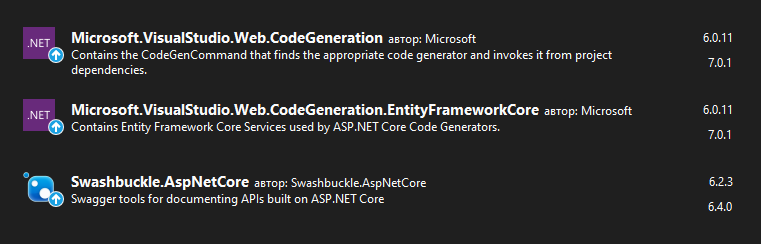 .NET
Microsoft.VisualStudio.Web.CodeGeneration автор: Microsoft 6.0.11
Contains the CodeGenCommand that finds the appropriate code generator and invokes it from project 7.0.1
dependencies.
.NET
Microsoft.VisualStudio.Web.CodeGeneration.EntityFrameworkCore автор: Microsoft 6.0.11
Contains Entity Framework Core Services used by ASP.NET Core Code Generators. 7.0.1
Swashbuckle.AspNetCore автор: Swashbuckle.AspNetCore 6.2.3
Swagger tools for documenting APIs built on ASP.NET Core 6.4.0